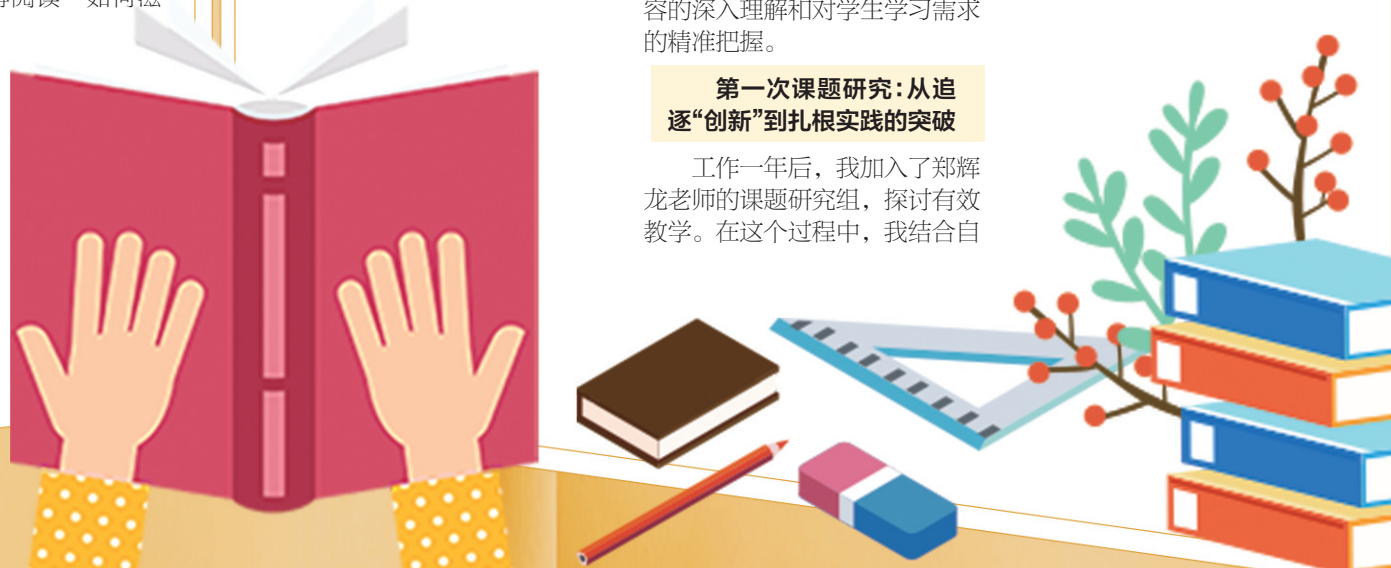 容的深入理解和对学生学习需求
的精准把握。
第一次课题研究：从追
逐“创新”到扎根实践的突破
工作一年后，我加入了郑辉
龙老师的课题研究组，探讨有效
教学。在这个过程中，我结合自